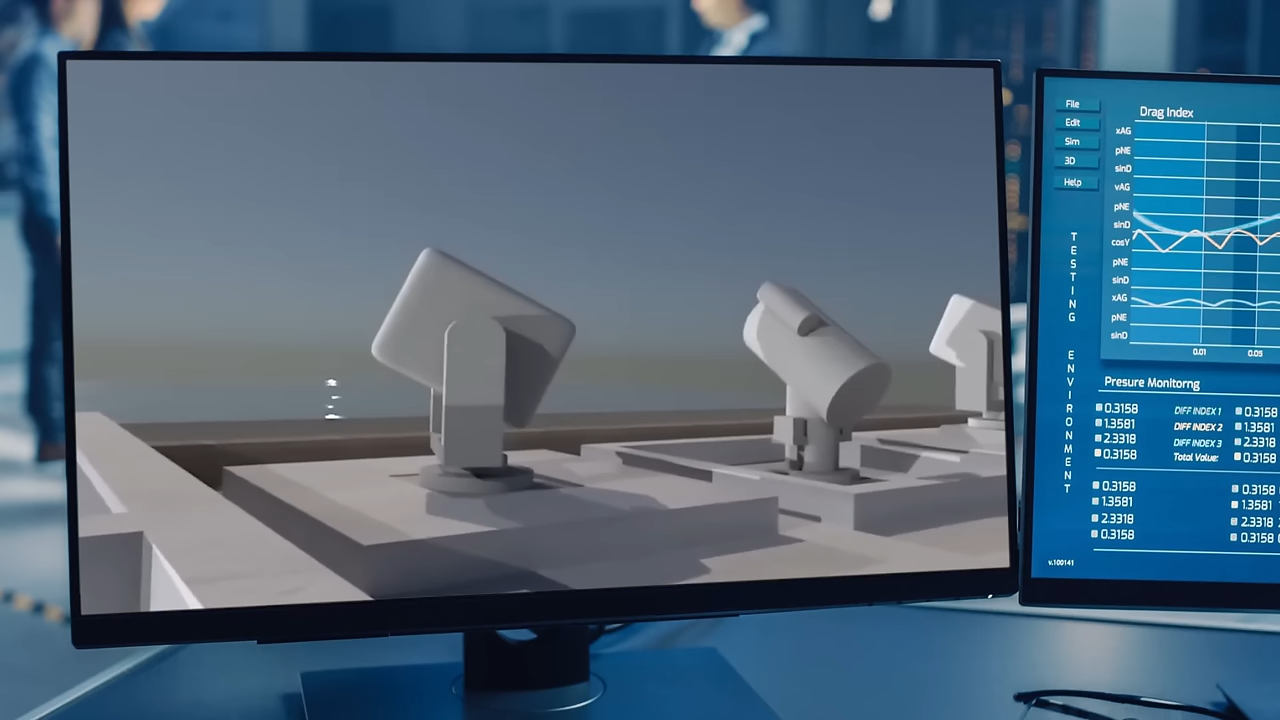 File
Edit
Sim
3D
Help
TESTING ENVIRONMENT
v.100141
Drag Index
xAG
pNE
sinD
vAG
pNE
sinD
cosY
pNE
sinD
xAG
pNE
sinD
0.01 0.05
Presure Monitorng
0.3158 DIFF INDEX 1 0.3158
1.3581 DIFF INDEX 2 1.3581
2.3318 DIFF INDEX 3 2.3318
0.3158 Total Value: 0.3158
0.3158 0.3158
1.3581 1.3581
2.3318 2.3318
0.3158 0.3158